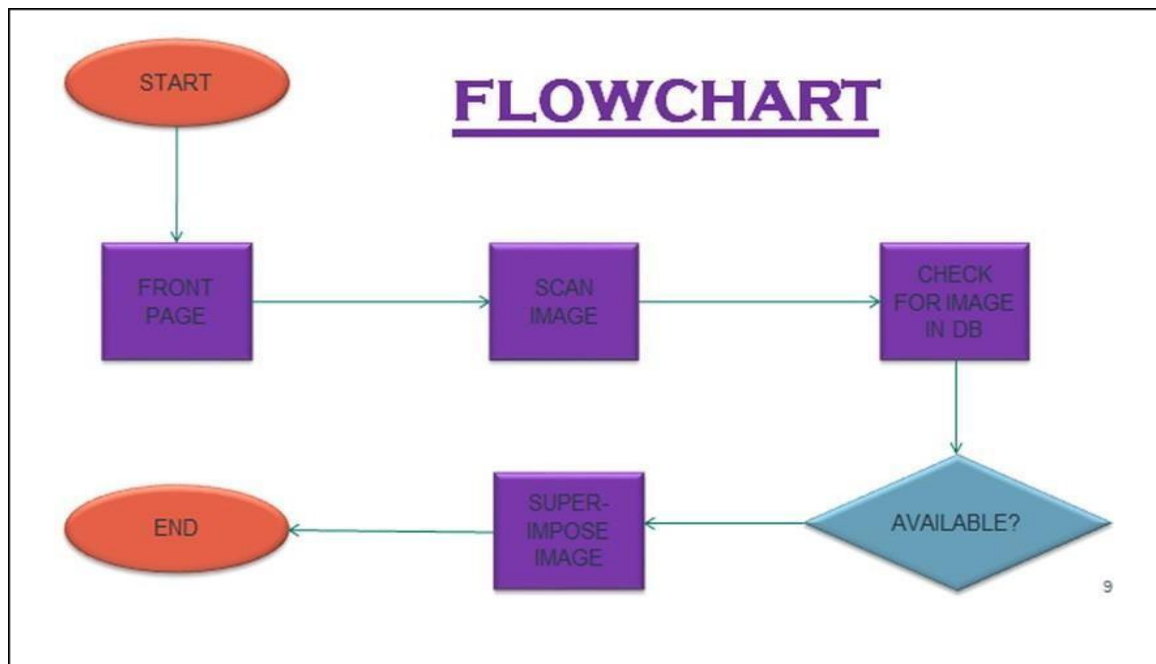 START
FLOWCHART
FRONT
PAGE
SCAN
IMAGE
CHECK
FOR IMAGE
IN DB
END
SUPER-
IMPOSE
IMAGE
AVAILABLE?
9